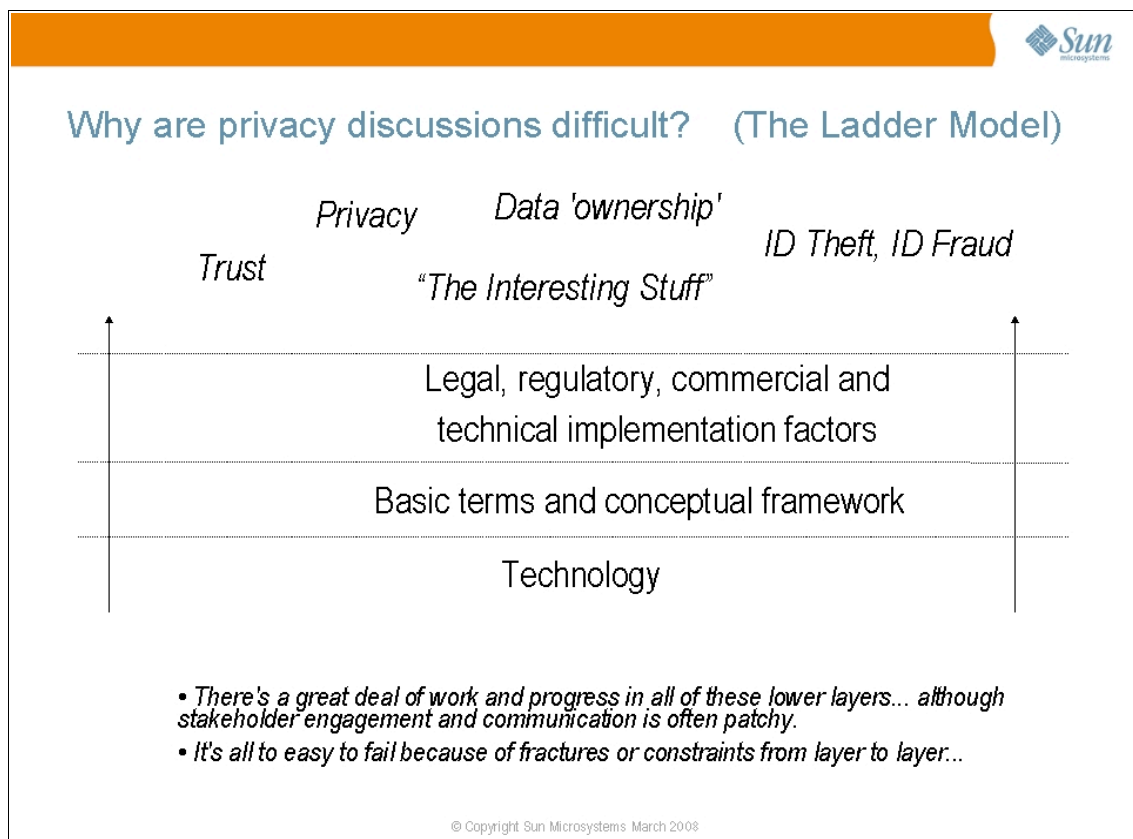 Sun
microsystems
Why are privacy discussions difficult? (The Ladder Model)
Privacy
Data 'ownership'
ID Theft, ID Fraud
Trust
“The Interesting Stuff”
Legal, regulatory, commercial and
technical implementation factors
Basic terms and conceptual framework
Technology
• There's a great deal of work and progress in all of these lower layers... although
stakeholder engagement and communication is often patchy.
• It's all to easy to fail because of fractures or constraints from layer to layer...
© Copyright Sun Microsystems March 2008